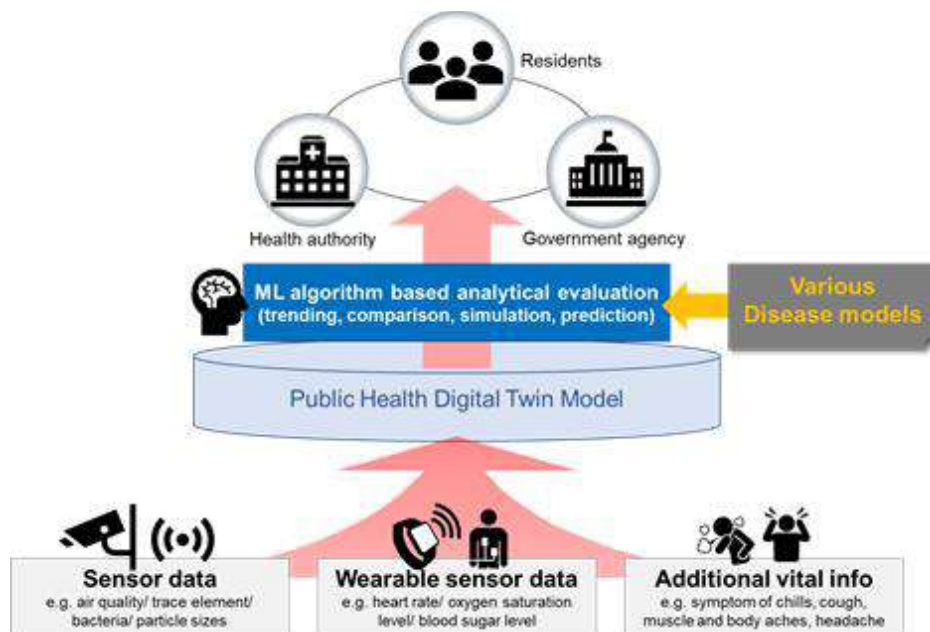 Residents
Health authority
Government agency
ML algorithm based analytical evaluation
(trending, comparison, simulation, prediction)
Various
Disease models
Public Health Digital Twin Model
Sensor data
e.g. air quality/ trace element/
bacteria/ particle sizes
Wearable sensor data
e.g. heart rate/ oxygen saturation
level/ blood sugar level
Additional vital info
e.g. symptom of chills, cough,
muscle and body aches, headache